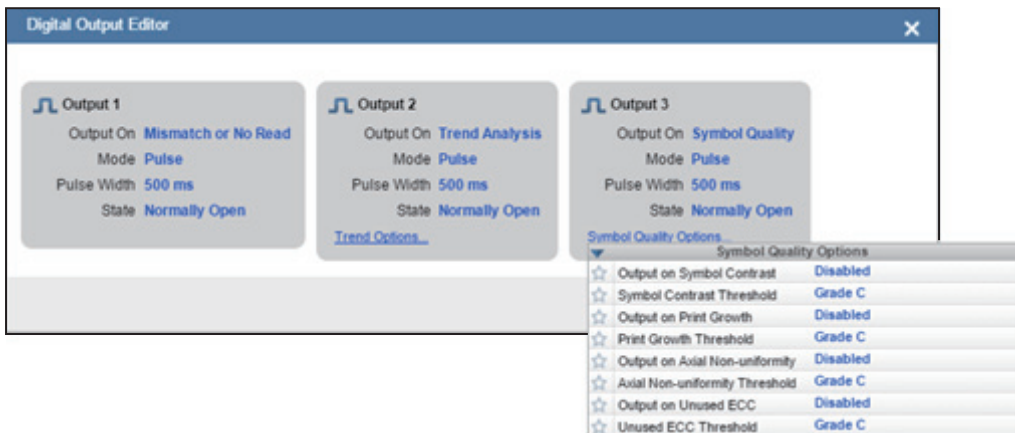 Digital Output Editor
Output 1
Output On Mismatch or No Read
Mode Pulse
Pulse Width 500 ms
State Normally Open
Output 2
Output On Trend Analysis
Mode Pulse
Pulse Width 500 ms
State Normally Open
Trend Options...
Output 3
Output On Symbol Quality
Mode Pulse
Pulse Width 500 ms
State Normally Open
Symbol Quality Options...
Symbol Quality Options
Output on Symbol Contrast Disabled
Symbol Contrast Threshold Grade C
Output on Print Growth Disabled
Print Growth Threshold Grade C
Output on Axial Non-uniformity Disabled
Axial Non-uniformity Threshold Grade C
Output on Unused ECC Disabled
Unused ECC Threshold Grade C